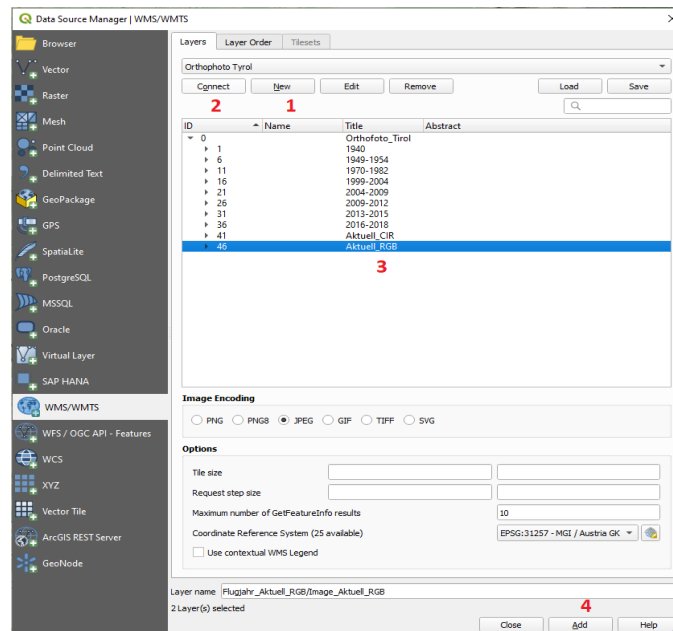 Data Source Manager | WMS/WMTS
Browser
Vector
Raster
Mesh
Point Cloud
Delimited Text
GeoPackage
GPS
SpatiaLite
PostgreSQL
MSSQL
Oracle
Virtual Layer
SAP HANA
WMS/WMTS
WFS / OGC API - Features
WCS
XYZ
Vector Tile
ArcGIS REST Server
GeoNode
Layers Layer Order Tilesets
Orthophoto Tyrol
Connect New Edit Remove Load Save
2 1
ID Name Title Abstract
0 Orthofoto_Tirol
1 1940
6 1949-1954
11 1970-1982
16 1999-2004
21 2004-2009
26 2009-2012
31 2013-2015
36 2016-2018
41 Aktuell_CIR
46 Aktuell_RGB
3
Image Encoding
PNG PNG8 JPEG GIF TIFF SVG
Options
Tile size
Request step size
Maximum number of GetFeatureInfo results 10
Coordinate Reference System (25 available) EPSG:31257 - MGI / Austria GK
Use contextual WMS Legend
Layer name Flugjahr_Aktuell_RGB/Image_Aktuell_RGB
2 Layer(s) selected
4
Close Add Help